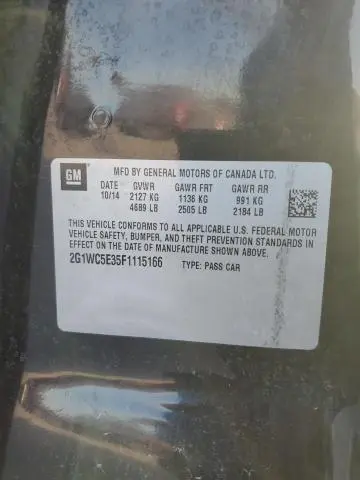 GM
MFD BY GENERAL MOTORS OF CANADA LTD.
DATE GVWR GAWR FRT GAWR RR
10/14 2127 KG 1136 KG 991 KG
4689 LB 2505 LB 2184 LB
THIS VEHICLE CONFORMS TO ALL APPLICABLE U.S. FEDERAL MOTOR
VEHICLE SAFETY, BUMPER, AND THEFT PREVENTION STANDARDS IN
EFFECT ON THE DATE OF MANUFACTURE SHOWN ABOVE.
2G1WC5E35F1115166 TYPE: PASS CAR